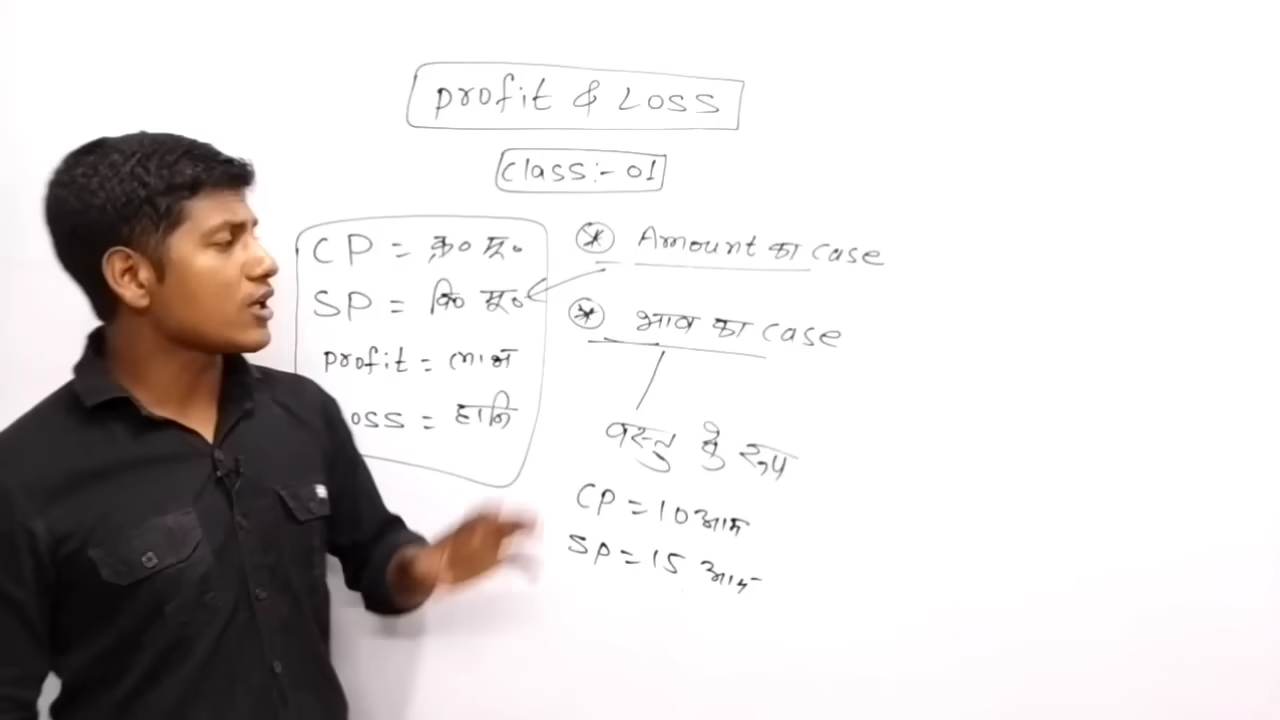 Profit & Loss
Class:- 01
CP = क्र० मू०
SP = वि० मू०
Profit = लाभ
oss = हानि
* Amount का case
* भाव का case
वस्तु के रूप
CP = 10 आम
SP = 15 आम